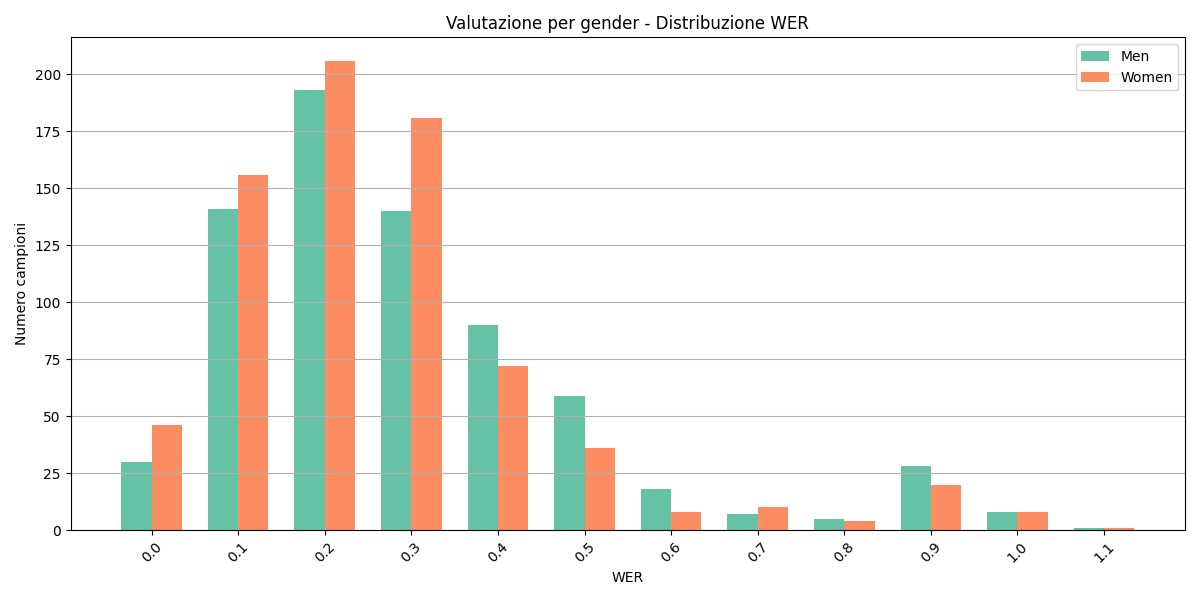 Valutazione per gender - Distribuzione WER
Men
Women
Numero campioni
200
175
150
125
100
75
50
25
0
0.0 0.1 0.2 0.3 0.4 0.5 0.6 0.7 0.8 0.9 1.0 1.1
WER